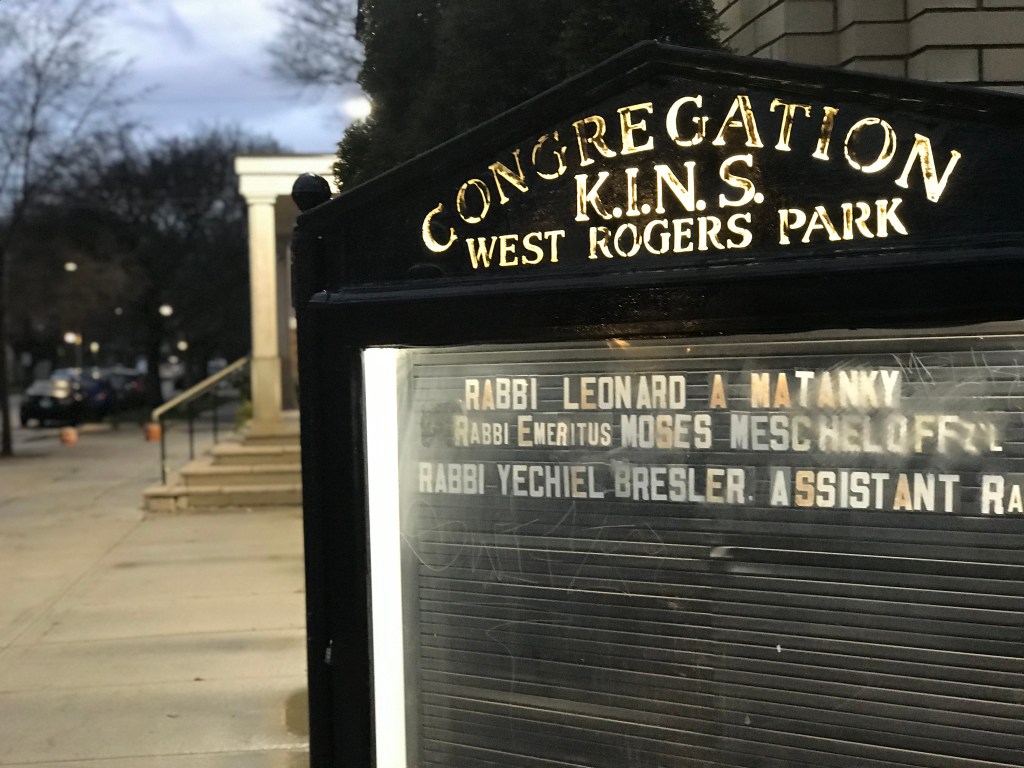 CONGREGATION
K.I.N.S.
WEST ROGERS PARK
RABBI LEONARD A MATANKY
RABBI EMERITUS MOSES MESCHELOFF
RABBI YECHIEL BRESLER. ASSISTANT RA